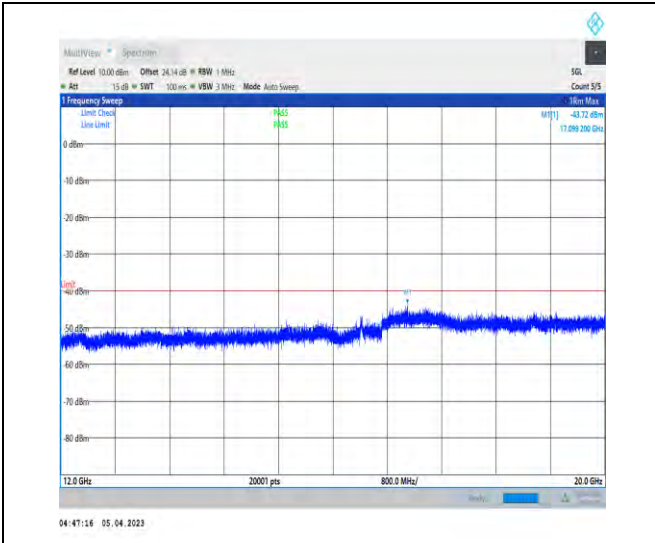 MultiView Spectrum
Ref Level 10.00 dBm Offset 24.14 dB RBW 1 MHz SGL
Att 15 dB SWT 100 ms VBW 3 MHz Mode Auto Sweep Count 5/5
1 Frequency Sweep 1Rm Max
Limit Check PASS M1[1] -43.72 dBm
Line Limit PASS 17.099 200 GHz
0 dBm
-10 dBm
-20 dBm
-30 dBm
Limit
-40 dBm
M1
-50 dBm
-60 dBm
-70 dBm
-80 dBm
12.0 GHz 20001 pts 800.0 MHz/ 20.0 GHz
04:47:16 05.04.2023